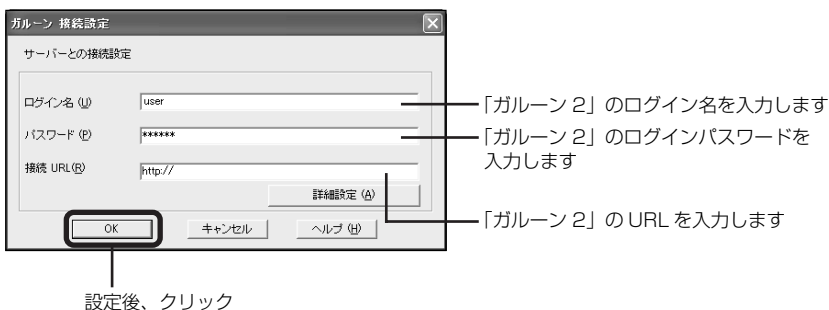 ガルーン 接続設定
サーバーとの接続設定
ログイン名 (U)
user
パスワード (P)
******
接続 URL(R)
http://
詳細設定 (A)
OK
キャンセル
ヘルプ (H)
「ガルーン 2」のログイン名を入力します
「ガルーン 2」のログインパスワードを
入力します
「ガルーン 2」の URL を入力します
設定後、クリック